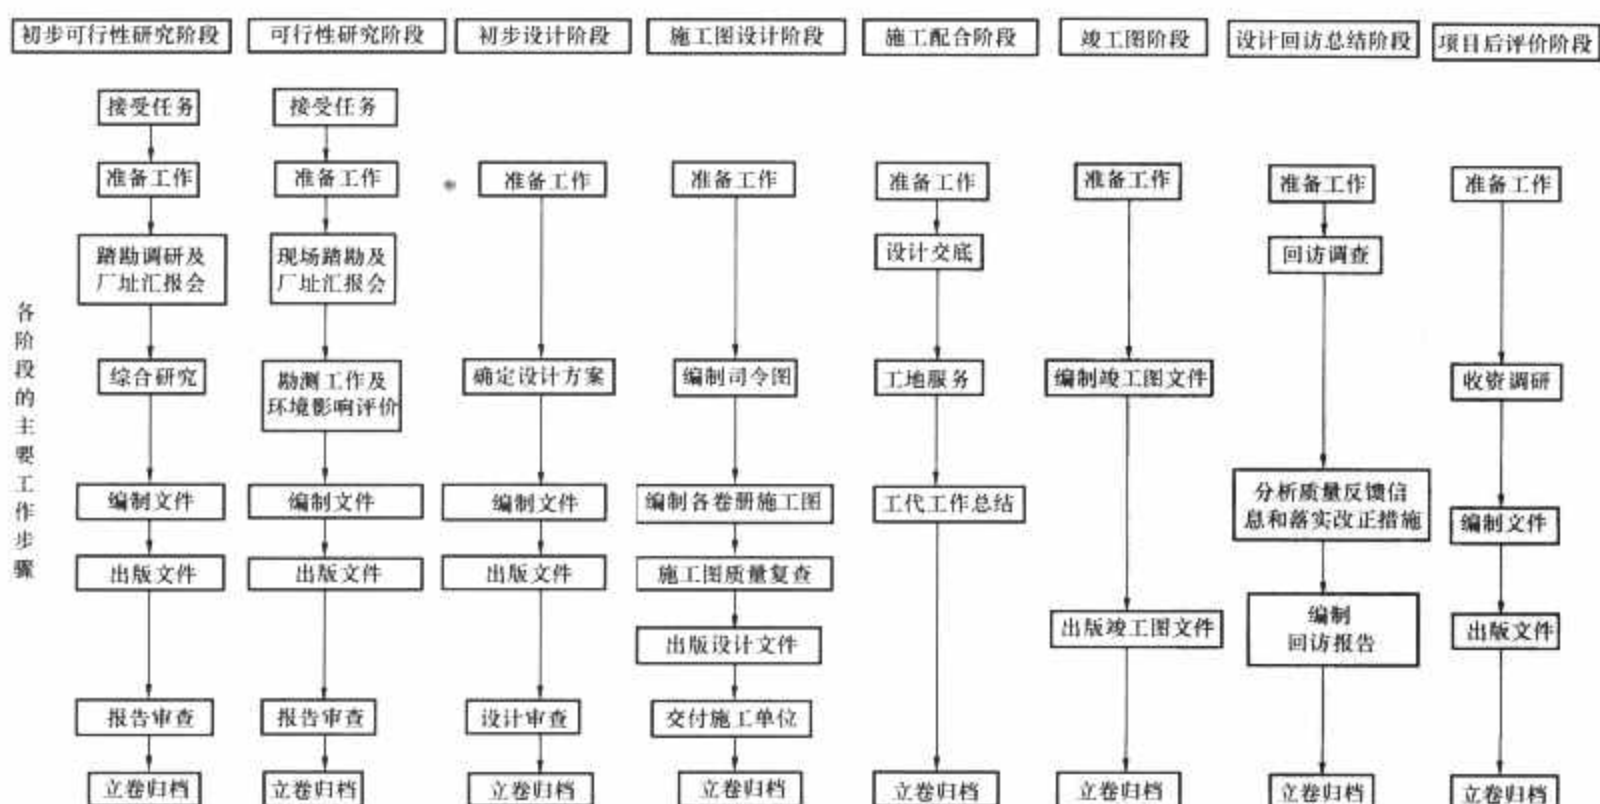 初步可行性研究阶段
可行性研究阶段
初步设计阶段
施工图设计阶段
施工配合阶段
竣工图阶段
设计回访总结阶段
项目后评价阶段
各阶段的主要工作步骤
接受任务
准备工作
踏勘调研及
厂址汇报会
综合研究
编制文件
出版文件
报告审查
立卷归档
接受任务
准备工作
现场踏勘及
厂址汇报会
勘测工作及
环境影响评价
编制文件
出版文件
报告审查
立卷归档
准备工作
确定设计方案
编制文件
出版文件
设计审查
立卷归档
准备工作
编制司令图
编制各卷册施工图
施工图质量复查
出版设计文件
交付施工单位
立卷归档
准备工作
设计交底
工地服务
工代工作总结
立卷归档
准备工作
编制竣工图文件
出版竣工图文件
立卷归档
准备工作
回访调查
分析质量反馈信
息和落实改正措施
编制
回访报告
立卷归档
准备工作
收资调研
编制文件
出版文件
立卷归档